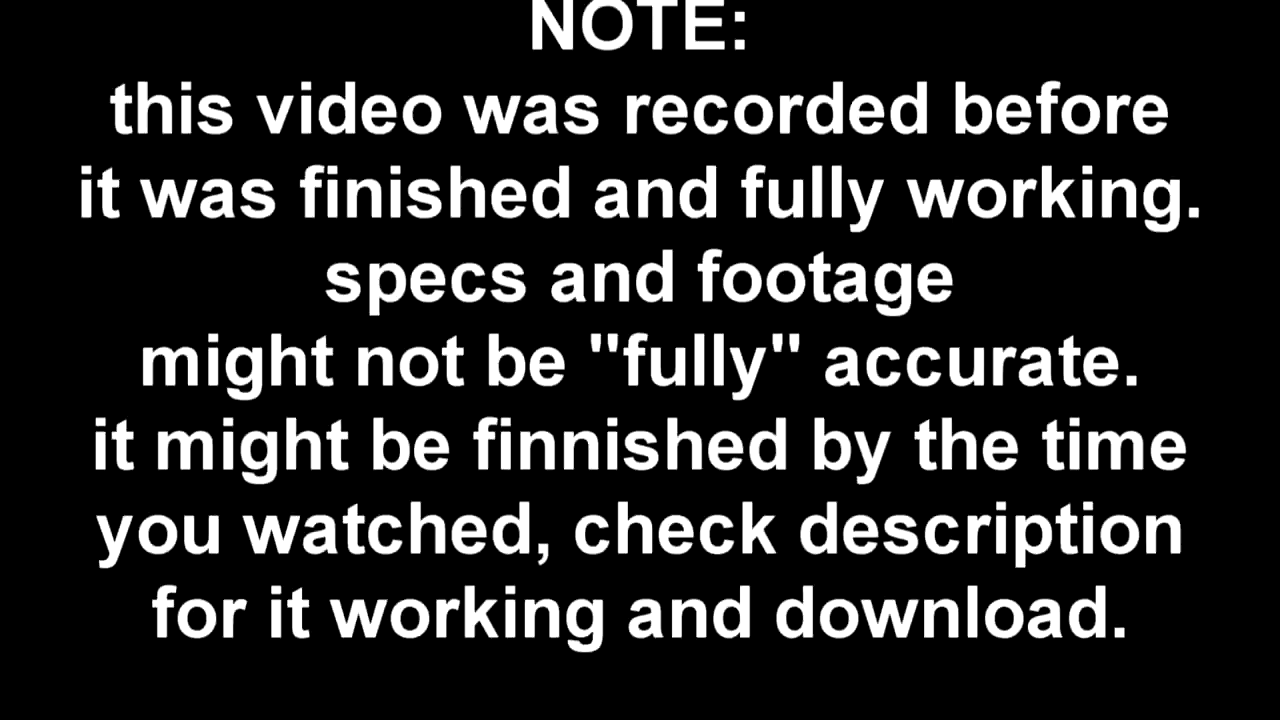 NOTE:
this video was recorded before
it was finished and fully working.
specs and footage
might not be "fully" accurate.
it might be finnished by the time
you watched, check description
for it working and download.